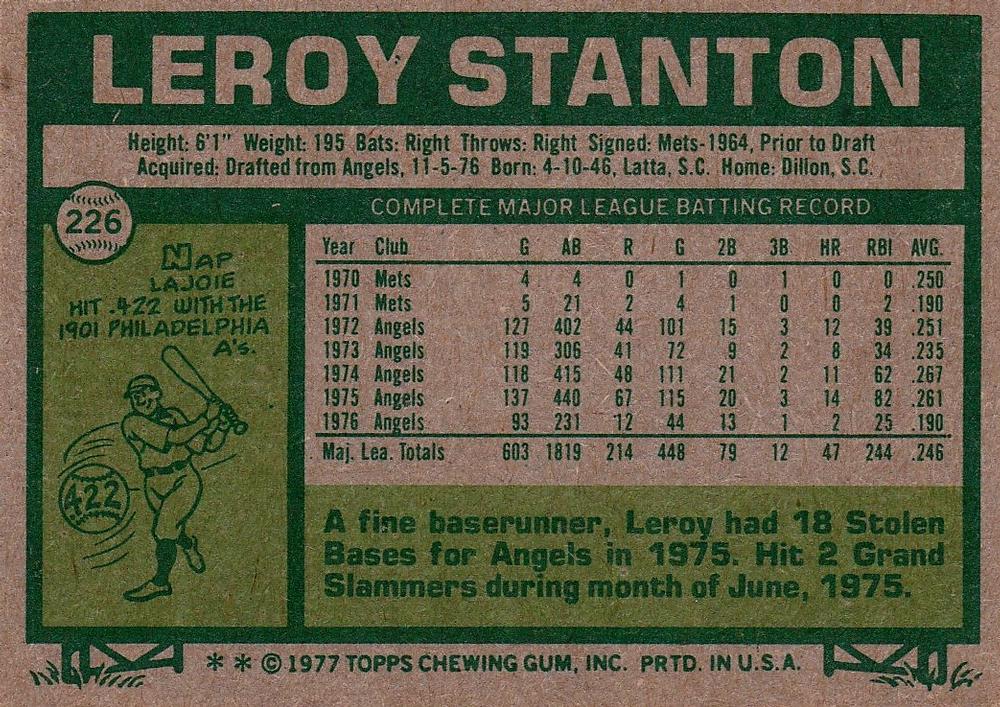 LEROY STANTON
Height: 6'1" Weight: 195 Bats: Right Throws: Right Signed: Mets-1964, Prior to Draft
Acquired: Drafted from Angels, 11-5-76 Born: 4-10-46, Latta, S.C. Home: Dillon, S.C.
226
COMPLETE MAJOR LEAGUE BATTING RECORD
NAP
LAJOIE
HIT .422 WITH THE
1901 PHILADELPHIA
A's.
422
Year Club G AB R G 2B 3B HR RBI AVG.
1970 Mets 4 4 0 1 0 1 0 0 .250
1971 Mets 5 21 2 4 1 0 0 2 .190
1972 Angels 127 402 44 101 15 3 12 39 .251
1973 Angels 119 306 41 72 9 2 8 34 .235
1974 Angels 118 415 48 111 21 2 11 62 .267
1975 Angels 137 440 67 115 20 3 14 82 .261
1976 Angels 93 231 12 44 13 1 2 25 .190
Maj. Lea. Totals 603 1819 214 448 79 12 47 244 .246
A fine baserunner, Leroy had 18 Stolen
Bases for Angels in 1975. Hit 2 Grand
Slammers during month of June, 1975.
* * © 1977 TOPPS CHEWING GUM, INC. PRTD. IN U.S.A.